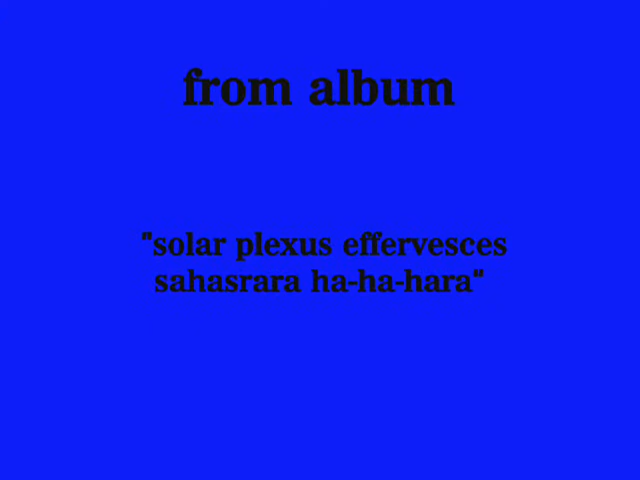 from album
"solar plexus effervesces
sahasrara ha-ha-hara"